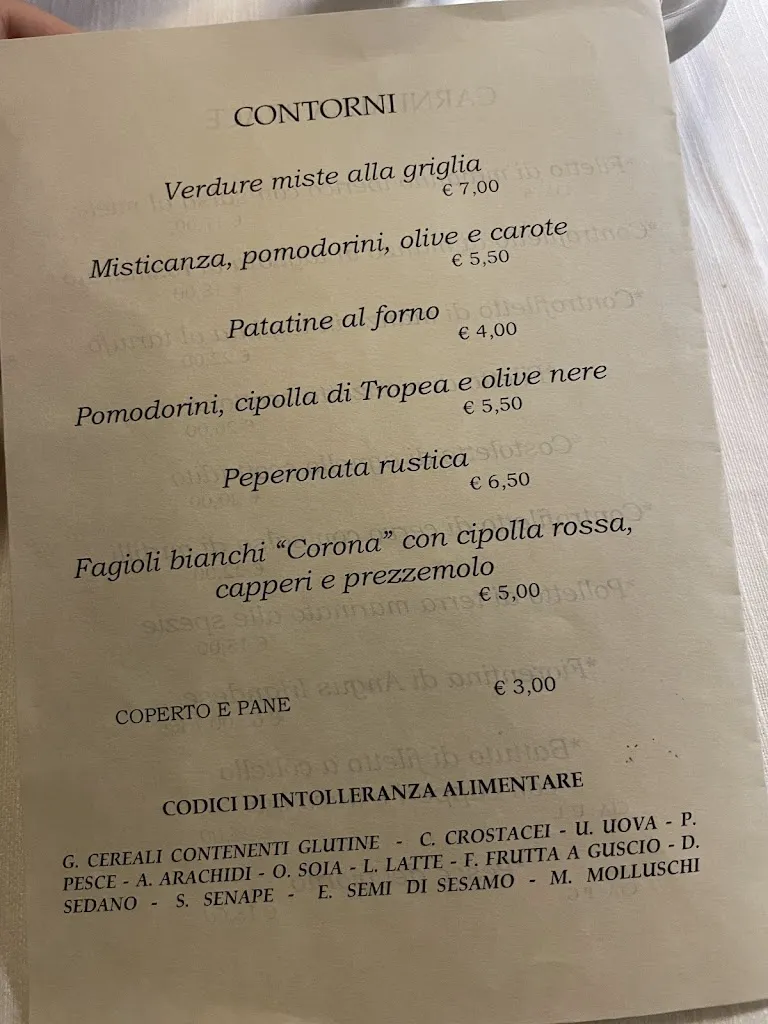 CONTORNI
Verdure miste alla griglia
€ 7,00
Misticanza, pomodorini, olive e carote
€ 5,50
Patatine al forno
€ 4,00
Pomodorini, cipolla di Tropea e olive nere
€ 5,50
Peperonata rustica
€ 6,50
Fagioli bianchi “Corona” con cipolla rossa,
capperi e prezzemolo
€ 5,00
COPERTO E PANE € 3,00
CODICI DI INTOLLERANZA ALIMENTARE
G. CEREALI CONTENENTI GLUTINE - C. CROSTACEI - U. UOVA - P.
PESCE - A. ARACHIDI - O. SOIA - L. LATTE - F. FRUTTA A GUSCIO - D.
SEDANO - S. SENAPE - E. SEMI DI SESAMO - M. MOLLUSCHI